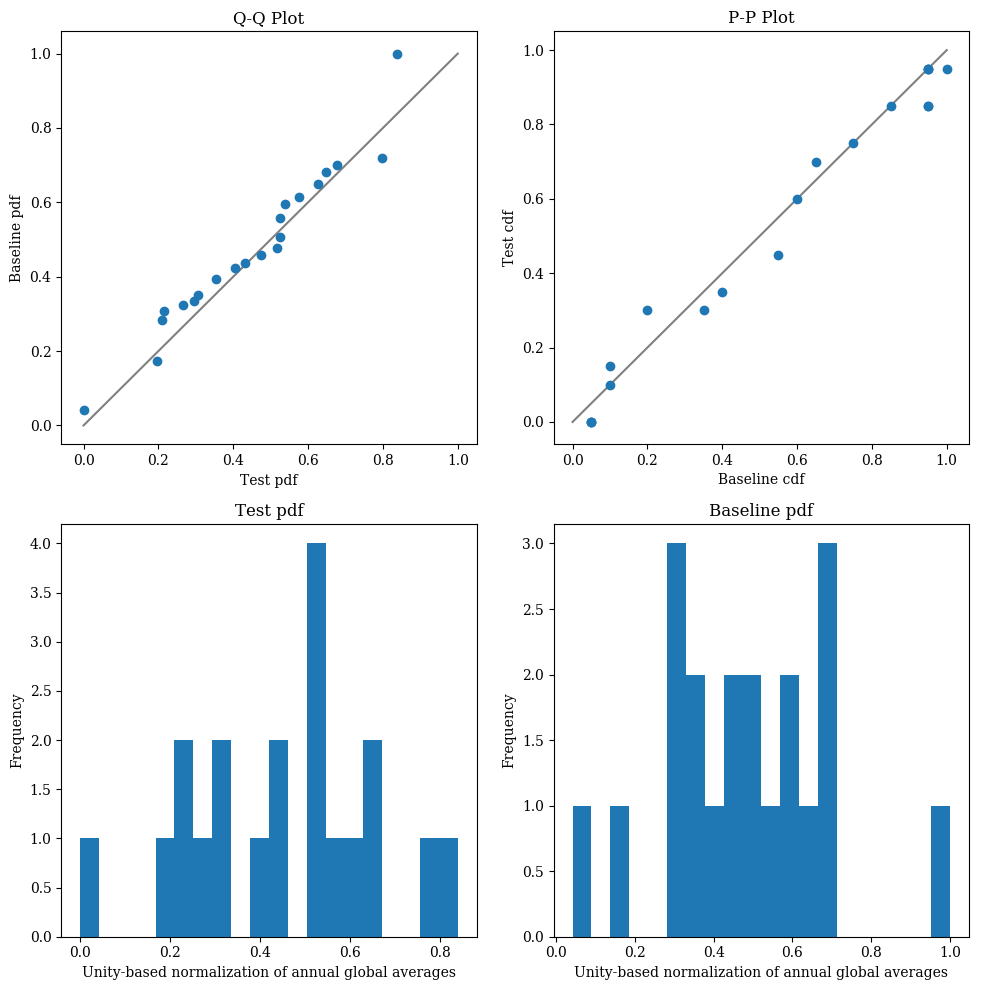 Q-Q Plot
1.0
0.8
0.6
0.4
0.2
0.0
Baseline pdf
0.0 0.2 0.4 0.6 0.8 1.0
Test pdf
P-P Plot
1.0
0.8
0.6
0.4
0.2
0.0
Test cdf
0.0 0.2 0.4 0.6 0.8 1.0
Baseline cdf
Test pdf
4.0
3.5
3.0
2.5
2.0
1.5
1.0
0.5
0.0
Frequency
0.0 0.2 0.4 0.6 0.8
Unity-based normalization of annual global averages
Baseline pdf
3.0
2.5
2.0
1.5
1.0
0.5
0.0
Frequency
0.0 0.2 0.4 0.6 0.8 1.0
Unity-based normalization of annual global averages